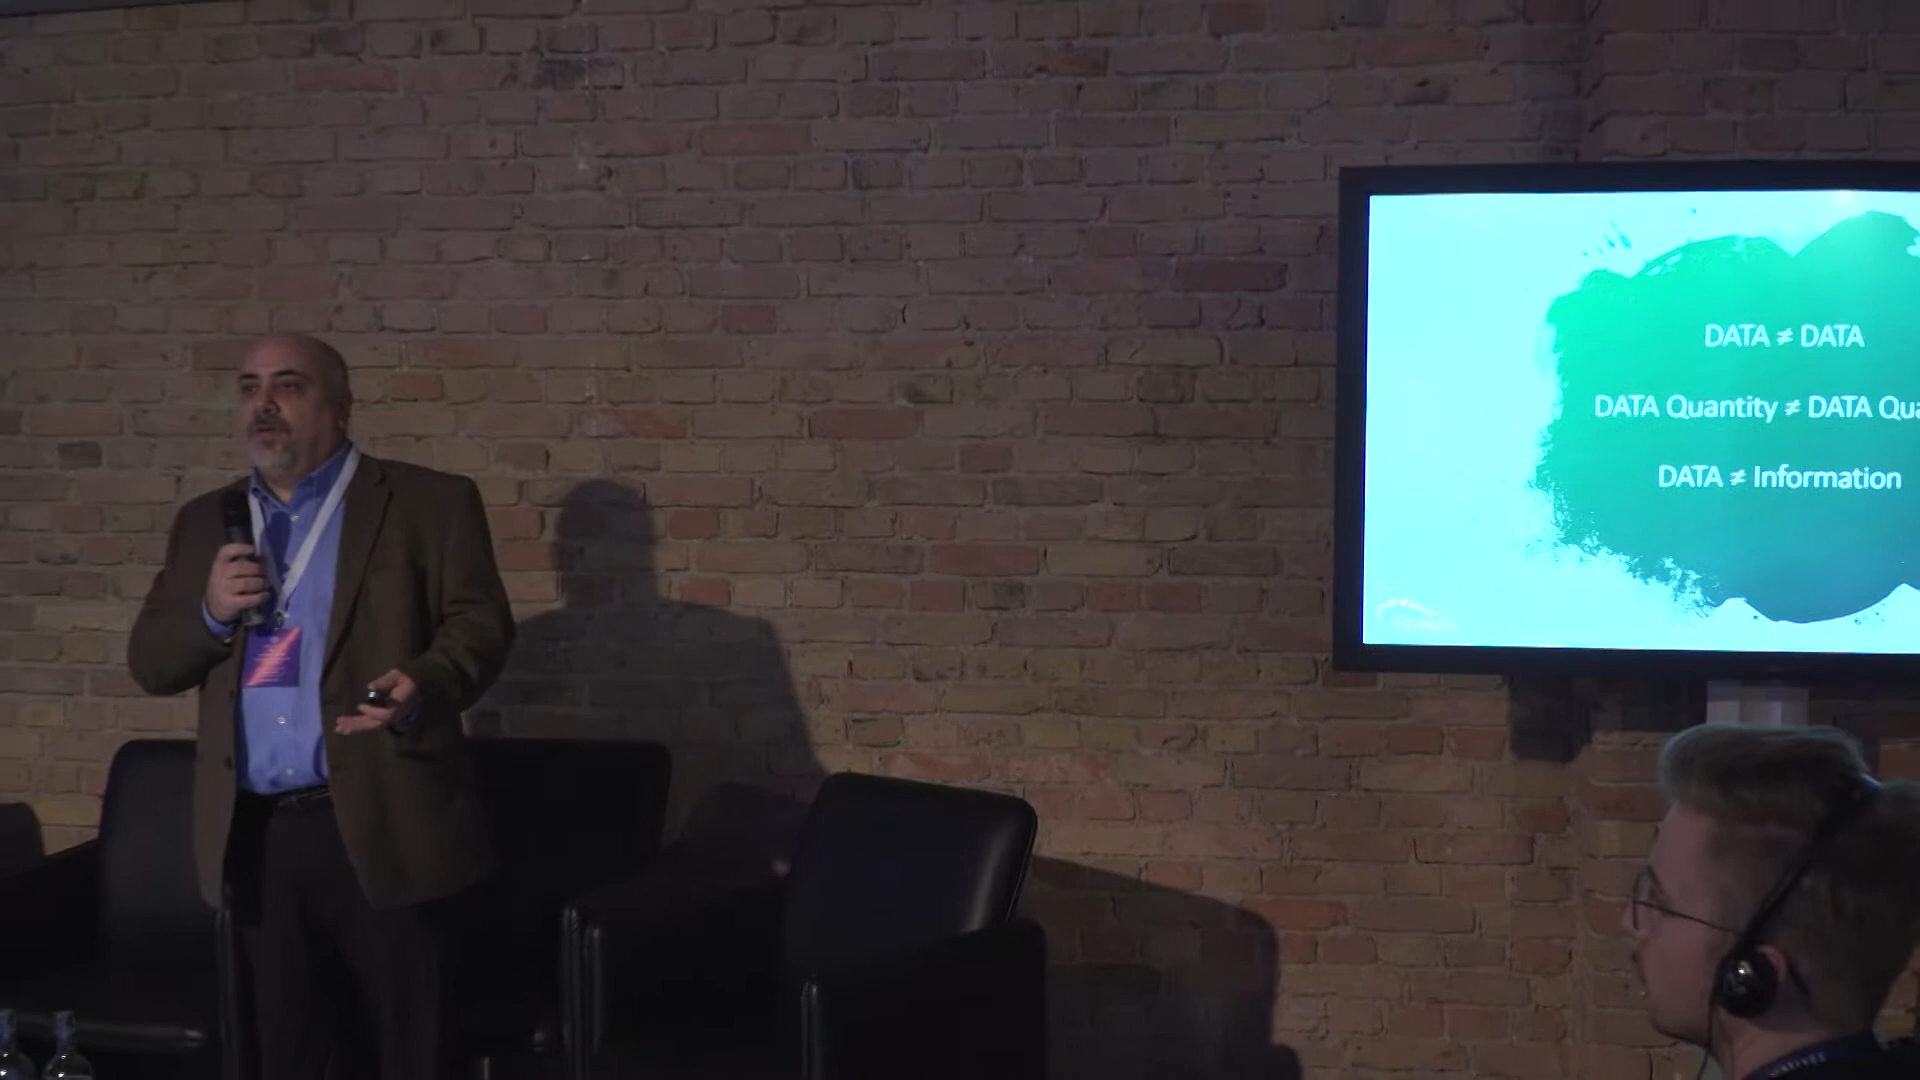 DATA ≠ DATA
DATA Quantity ≠ DATA Qua
DATA ≠ Information